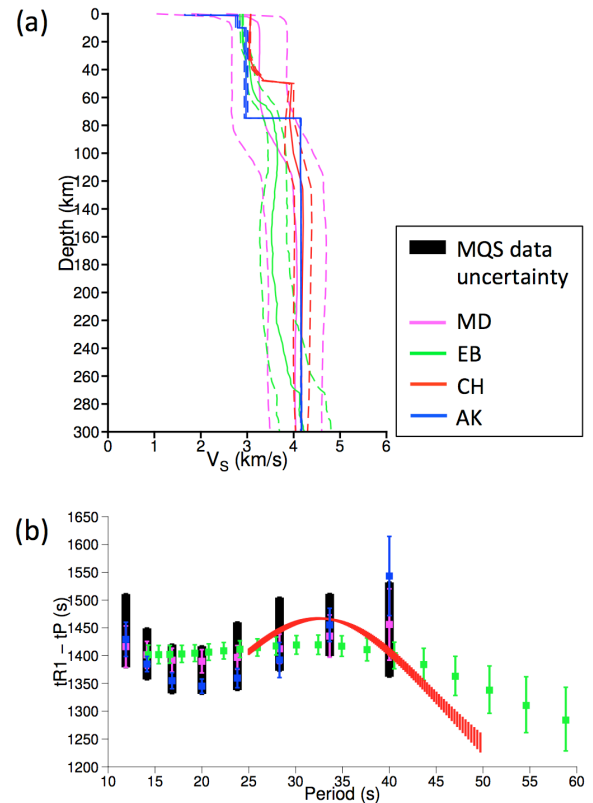 (a)
0
20
40
60
80
100
120
140
160
180
200
220
240
260
280
300
Depth (km)
0 1 2 3 4 5 6
VS (km/s)
MQS data
uncertainty
MD
EB
CH
AK
(b)
1600
1550
1500
1450
1400
1350
1300
1250
1200
1150
tR1 – tP (s)
10 15 20 25 30 35 40 45 50 55 60
Period (s)